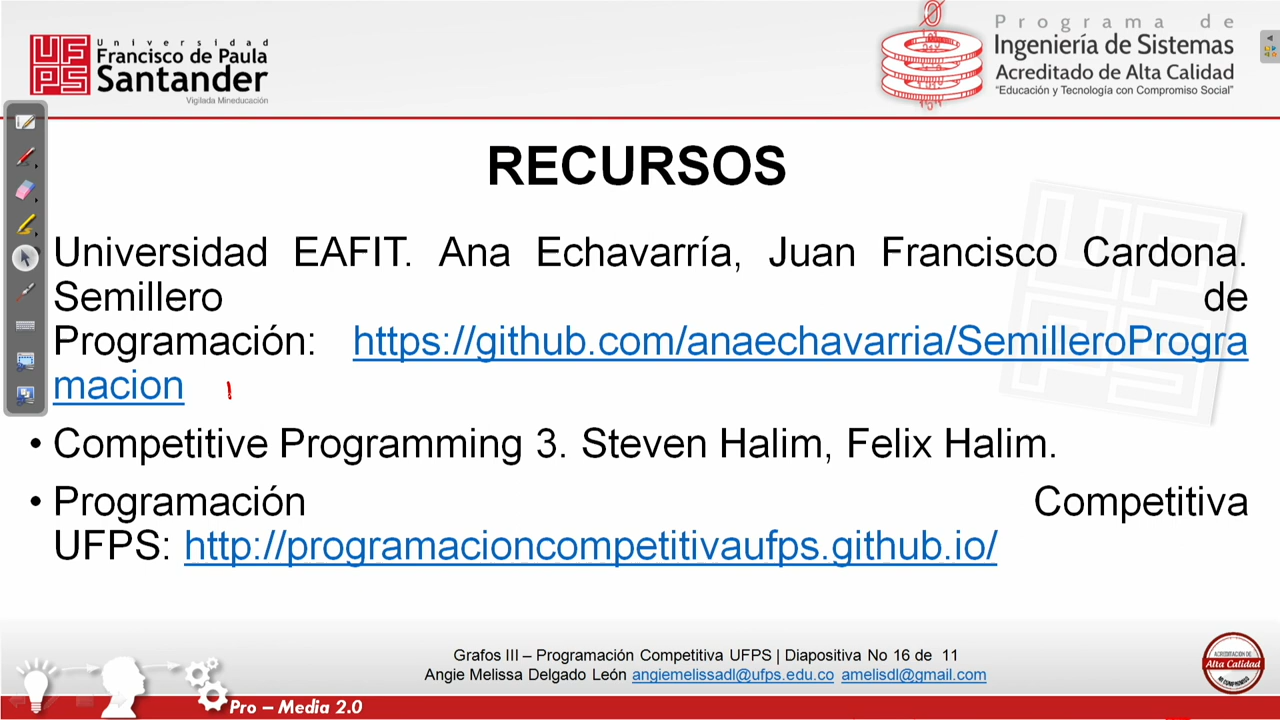 Universidad
Francisco de Paula
Santander
Vigilada Mineducación
UFPS
Programa de
Ingeniería de Sistemas
Acreditado de Alta Calidad
"Educación y Tecnología con Compromiso Social"
RECURSOS
Universidad EAFIT. Ana Echavarría, Juan Francisco Cardona.
Semillero de
Programación: https://github.com/anaechavarria/SemilleroProgra
macion
• Competitive Programming 3. Steven Halim, Felix Halim.
• Programación Competitiva
UFPS: http://programacioncompetitivaufps.github.io/
Grafos III – Programación Competitiva UFPS | Diapositiva No 16 de 11
Angie Melissa Delgado León angiemelissadl@ufps.edu.co amelisdl@gmail.com
Pro – Media 2.0
ACREDITACIÓN DE
Alta Calidad